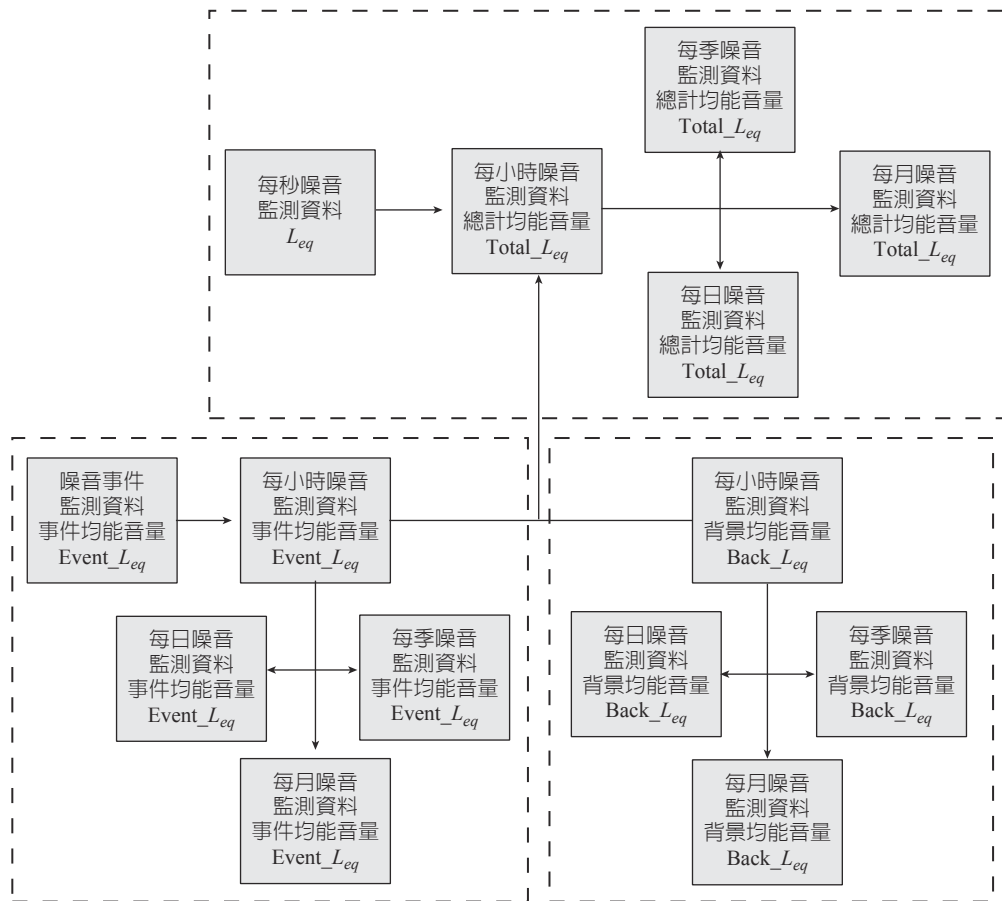 每季噪音
監測資料
總計均能音量
Total_Leq
每秒噪音
監測資料
Leq
每小時噪音
監測資料
總計均能音量
Total_Leq
每月噪音
監測資料
總計均能音量
Total_Leq
每日噪音
監測資料
總計均能音量
Total_Leq
噪音事件
監測資料
事件均能音量
Event_Leq
每小時噪音
監測資料
事件均能音量
Event_Leq
每日噪音
監測資料
事件均能音量
Event_Leq
每季噪音
監測資料
事件均能音量
Event_Leq
每月噪音
監測資料
事件均能音量
Event_Leq
每小時噪音
監測資料
背景均能音量
Back_Leq
每日噪音
監測資料
背景均能音量
Back_Leq
每季噪音
監測資料
背景均能音量
Back_Leq
每月噪音
監測資料
背景均能音量
Back_Leq